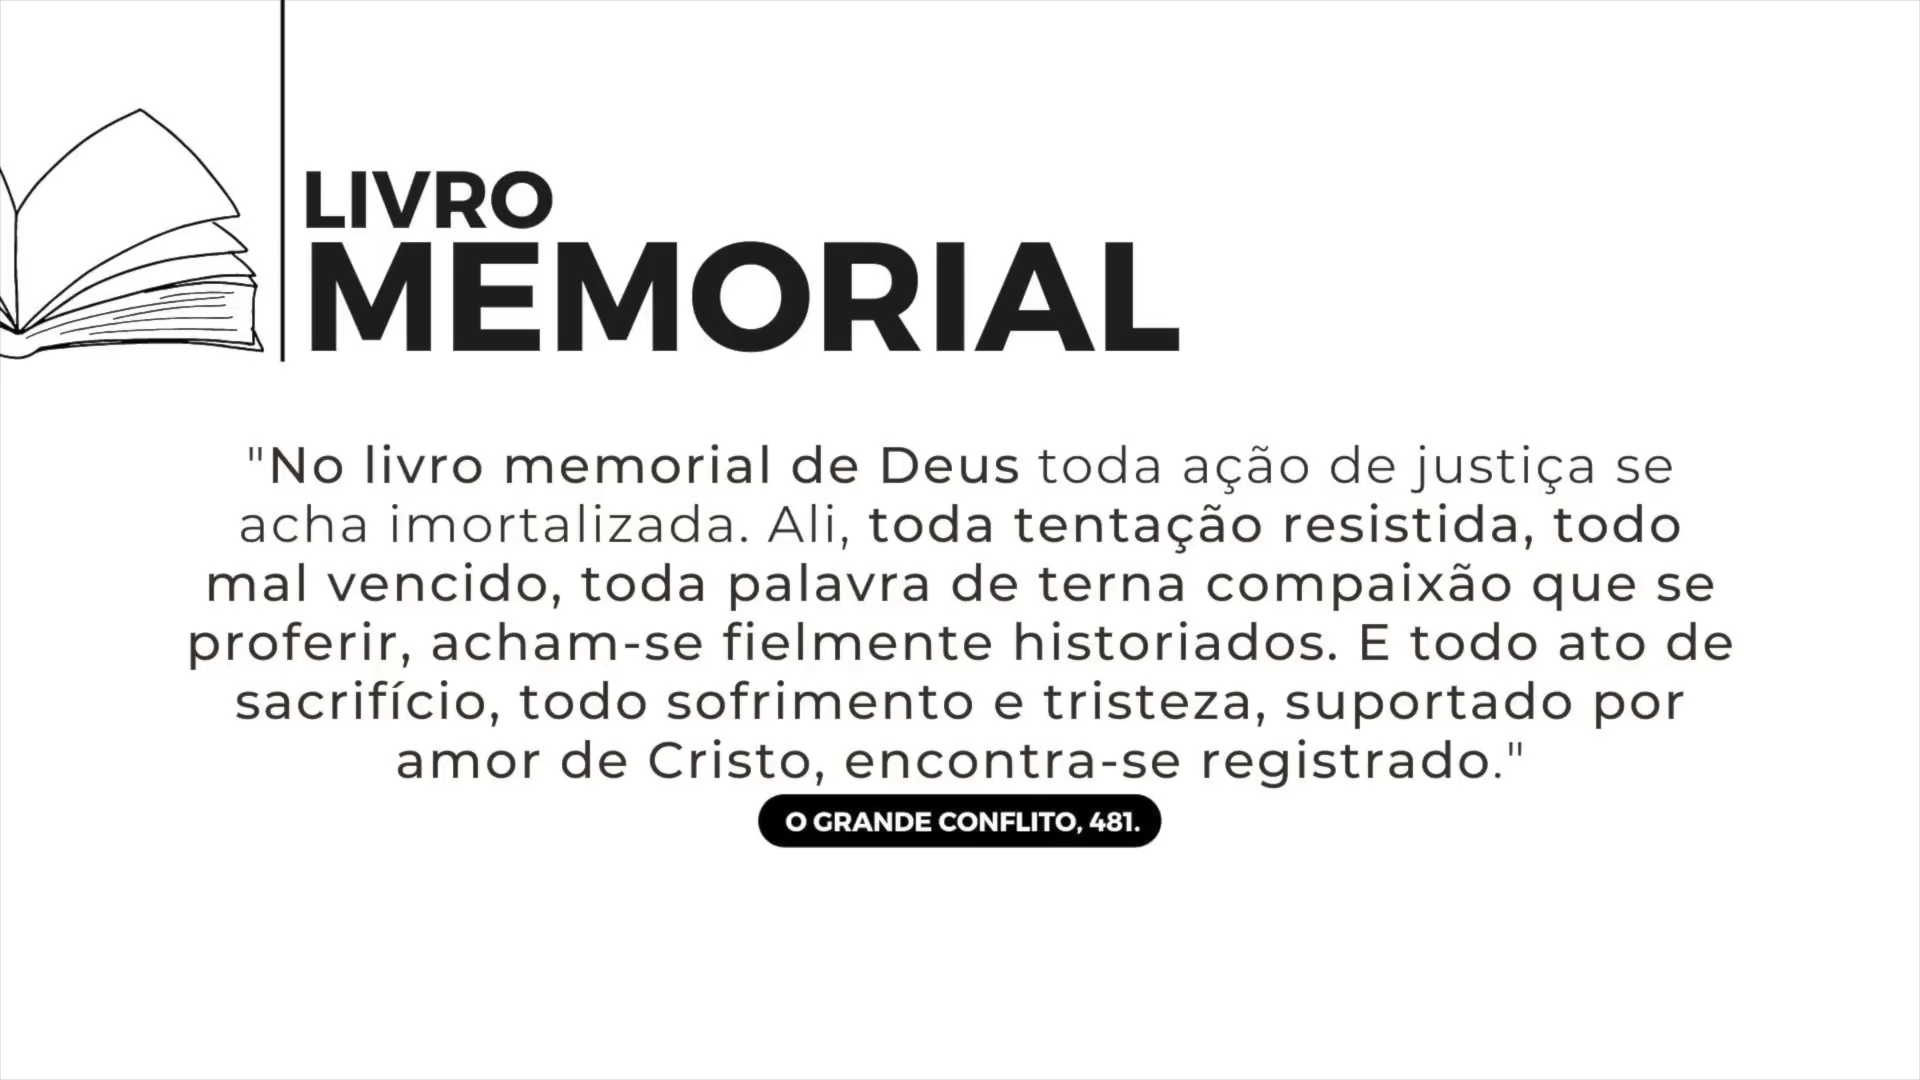 LIVRO
MEMORIAL
"No livro memorial de Deus toda ação de justiça se
acha imortalizada. Ali, toda tentação resistida, todo
mal vencido, toda palavra de terna compaixão que se
proferir, acham-se fielmente historiados. E todo ato de
sacrifício, todo sofrimento e tristeza, suportado por
amor de Cristo, encontra-se registrado."
O GRANDE CONFLITO, 481.